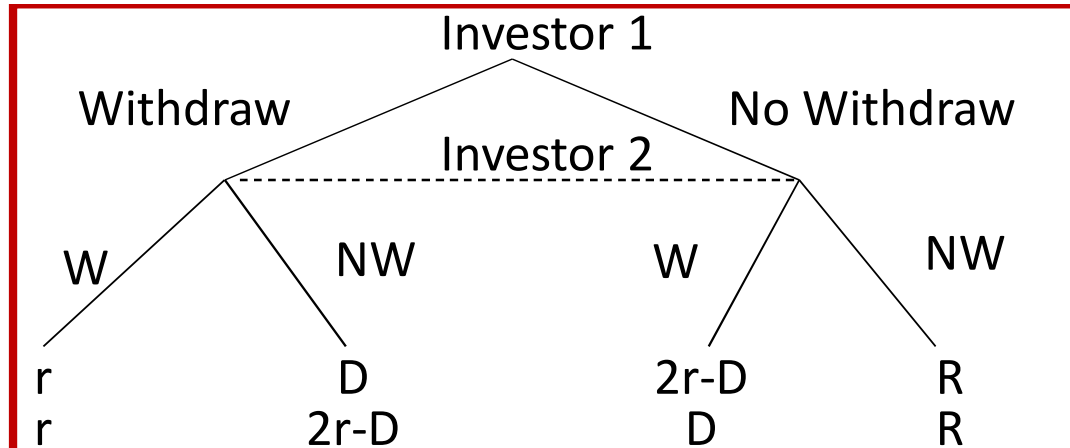 Investor 1
Withdraw No Withdraw
Investor 2
W NW W NW
r D 2r-D R
r 2r-D D R